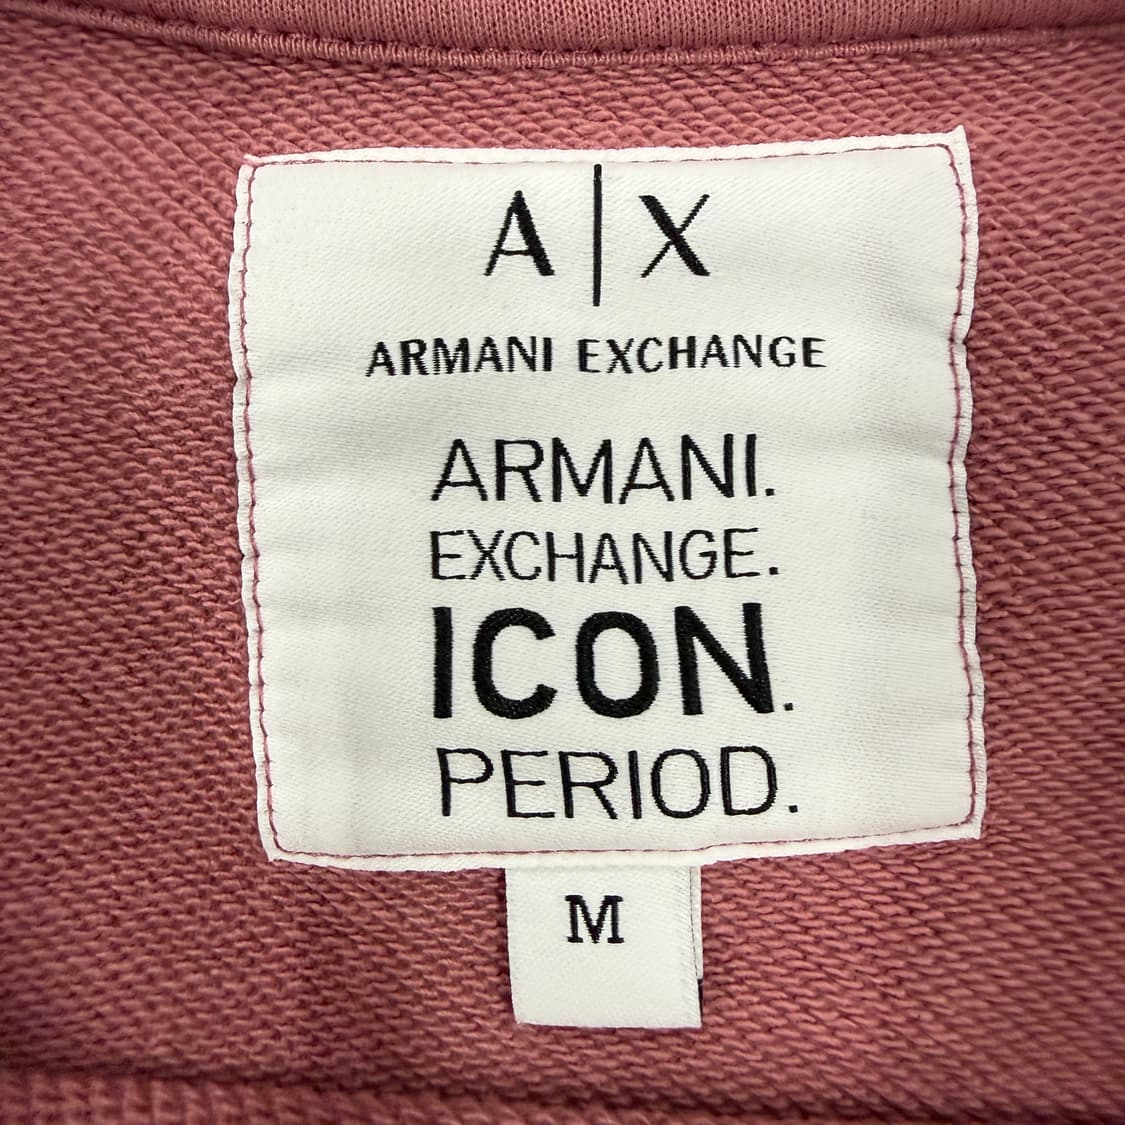 A|X
ARMANI EXCHANGE
ARMANI.
EXCHANGE.
ICON.
PERIOD.
M